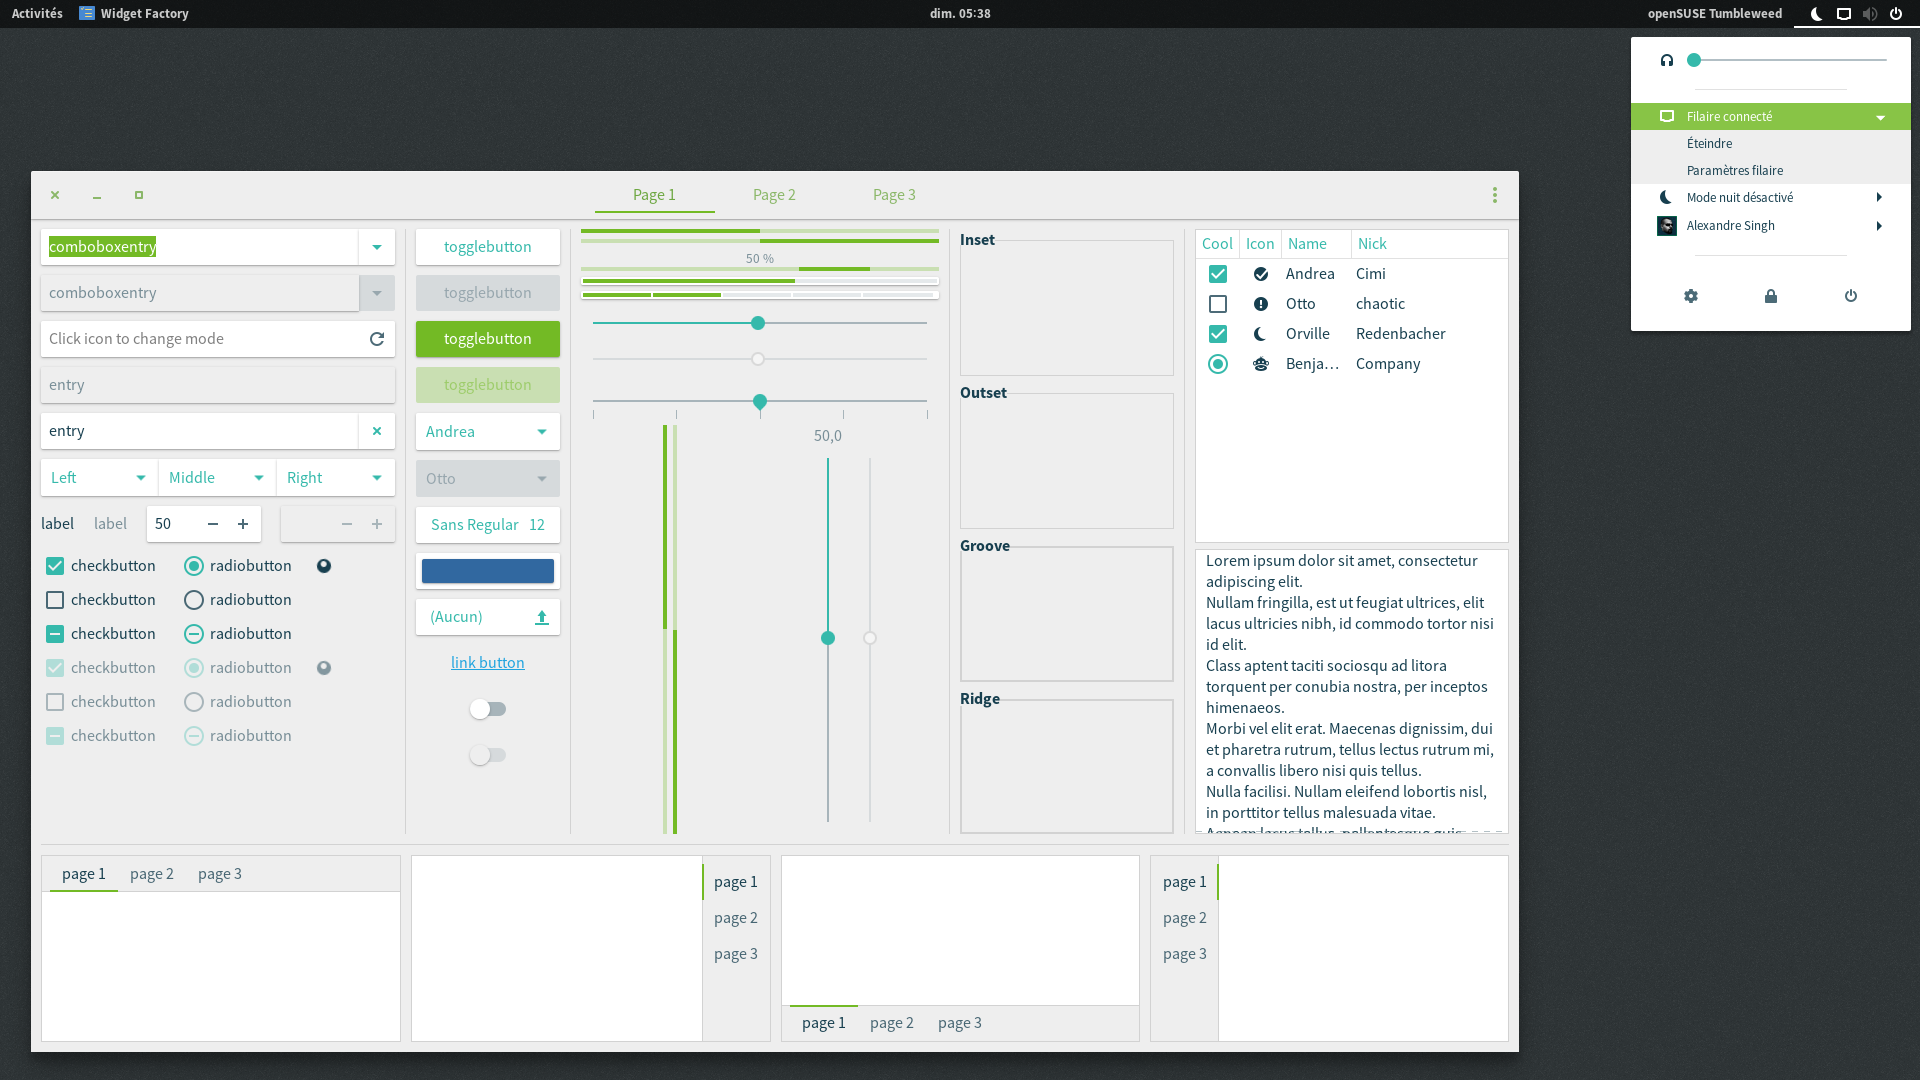 Activités Widget Factory dim. 05:38 openSUSE Tumbleweed
Filaire connecté
Éteindre
Paramètres filaire
Mode nuit désactivé
Alexandre Singh
Page 1 Page 2 Page 3
comboboxentry
comboboxentry
Click icon to change mode
entry
entry
Left Middle Right
label label 50
checkbutton radiobutton
checkbutton radiobutton
checkbutton radiobutton
checkbutton radiobutton
checkbutton radiobutton
checkbutton radiobutton
togglebutton
togglebutton
togglebutton
togglebutton
Andrea
Otto
Sans Regular 12
(Aucun)
link button
50 %
50,0
Inset
Outset
Groove
Ridge
Cool Icon Name Nick
Andrea Cimi
Otto chaotic
Orville Redenbacher
Benja… Company
Lorem ipsum dolor sit amet, consectetur
adipiscing elit.
Nullam fringilla, est ut feugiat ultrices, elit
lacus ultricies nibh, id commodo tortor nisi
id elit.
Class aptent taciti sociosqu ad litora
torquent per conubia nostra, per inceptos
himenaeos.
Morbi vel elit erat. Maecenas dignissim, dui
et pharetra rutrum, tellus lectus rutrum mi,
a convallis libero nisi quis tellus.
Nulla facilisi. Nullam eleifend lobortis nisl,
in porttitor tellus malesuada vitae.
page 1 page 2 page 3
page 1
page 2
page 3
page 1 page 2 page 3
page 1
page 2
page 3